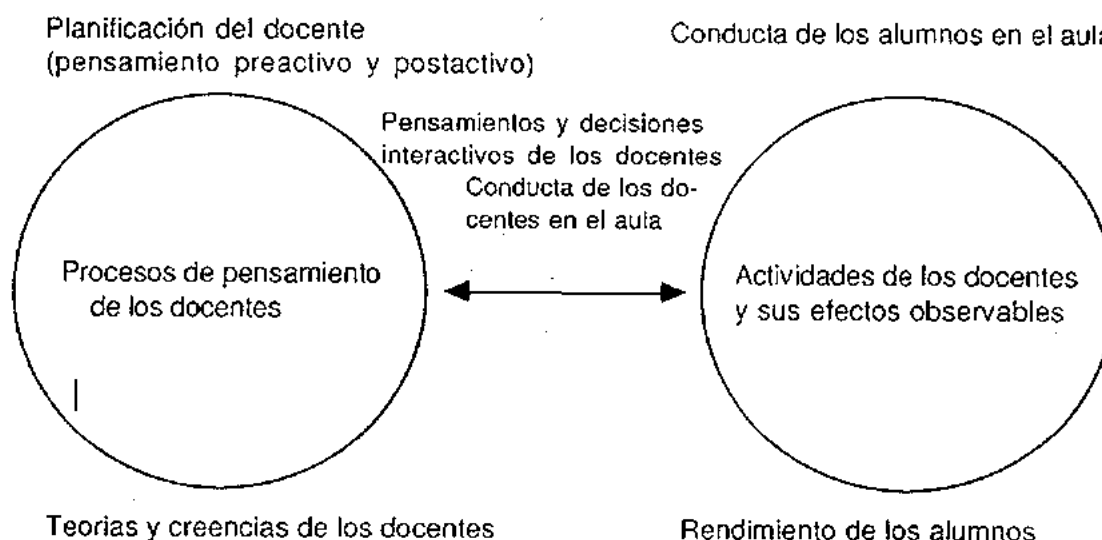 Planificación del docente
(pensamiento preactivo y postactivo)
Conducta de los alumnos en el aula
Pensamientos y decisiones
interactivos de los docentes
Conducta de los do-
centes en el aula
Procesos de pensamiento
de los docentes
Actividades de los docentes
y sus efectos observables
Teorias y creencias de los docentes
Rendimiento de los alumnos